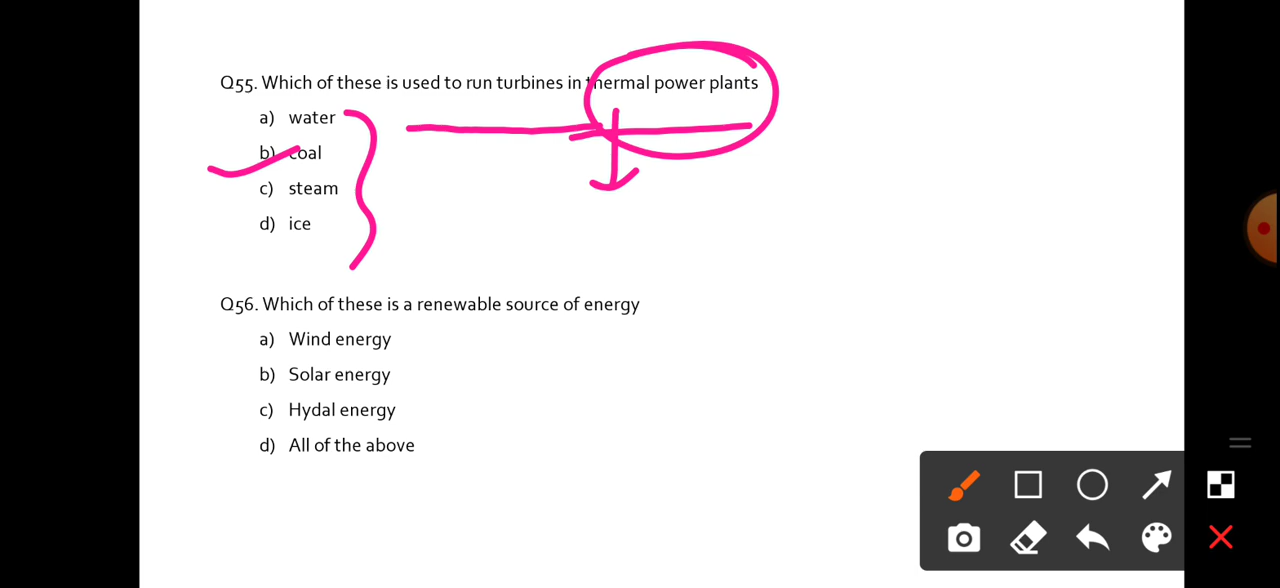 Q55. Which of these is used to run turbines in thermal power plants
a) water
b) coal
c) steam
d) ice
Q56. Which of these is a renewable source of energy
a) Wind energy
b) Solar energy
c) Hydal energy
d) All of the above